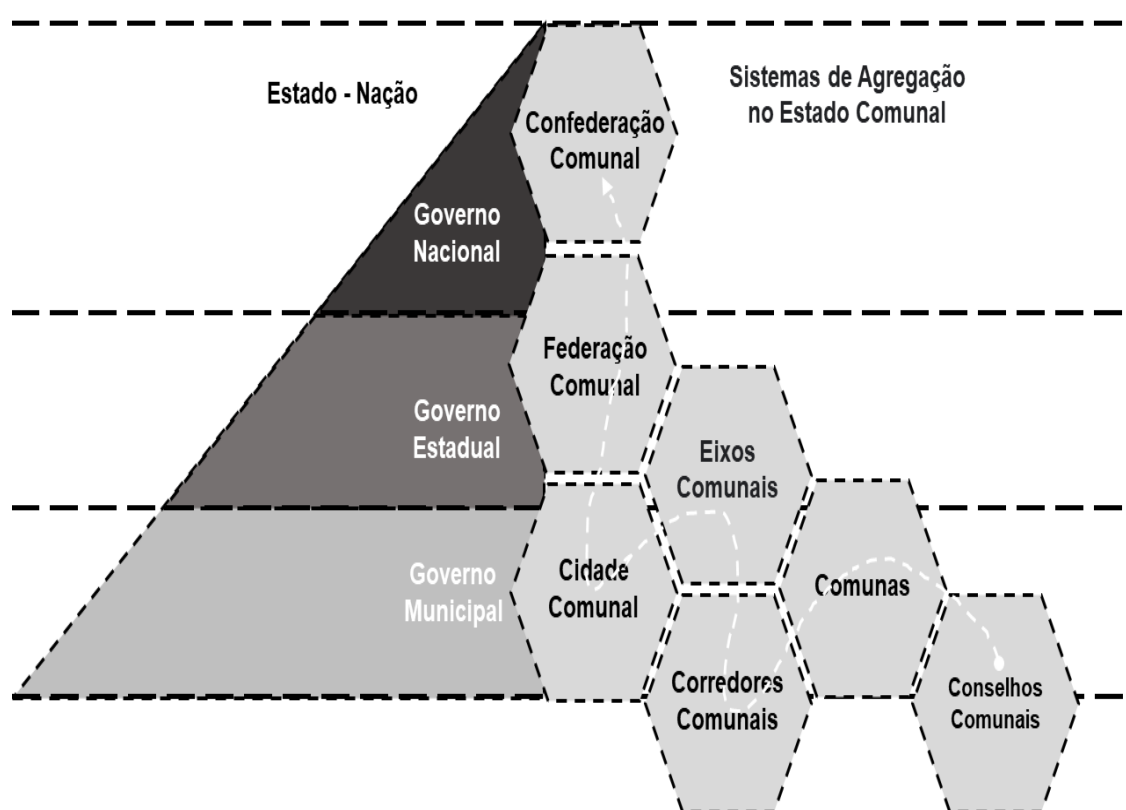 Estado - Nação
Sistemas de Agregação
no Estado Comunal
Confederação
Comunal
Governo
Nacional
Federação
Comunal
Governo
Estadual
Eixos
Comunais
Governo
Municipal
Cidade
Comunal
Comunas
Corredores
Comunais
Conselhos
Comunais